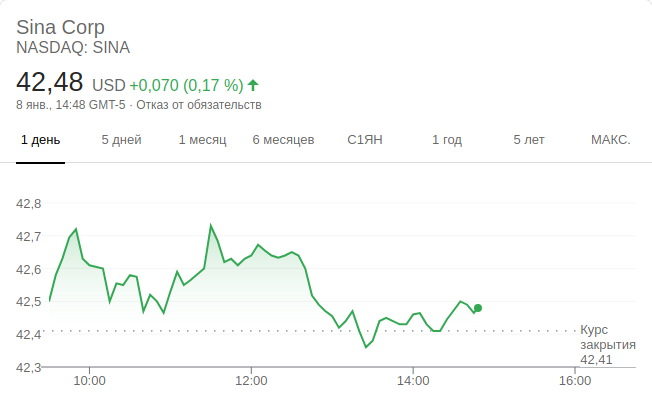 Sina Corp
NASDAQ: SINA
42,48 USD +0,070 (0,17 %)
8 янв., 14:48 GMT-5 · Отказ от обязательств
1 день 5 дней 1 месяц 6 месяцев С1ЯН 1 год 5 лет МАКС.
42,8
42,7
42,6
42,5
42,4
42,3
Курс
закрытия
42,41
10:00 12:00 14:00 16:00